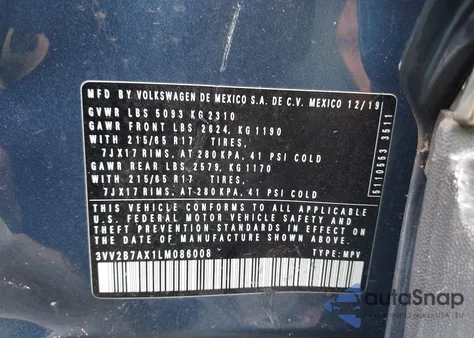 MFD BY VOLKSWAGEN DE MEXICO S.A. DE C.V. MEXICO 12/19
GVWR LBS 5093 KG 2310
GAWR FRONT LBS 2624, KG 1190
WITH 215/65 R17 TIRES,
7JX17 RIMS, AT 280 KPA, 41 PSI COLD
GAWR REAR LBS 2579, KG 1170
WITH 215/65 R17 TIRES,
7JX17 RIMS, AT 280 KPA, 41 PSI COLD
THIS VEHICLE CONFORMS TO ALL APPLICABLE
U.S. FEDERAL MOTOR VEHICLE SAFETY AND
THEFT PREVENTION STANDARDS IN EFFECT ON THE
DATE OF MANUFACTURE SHOWN ABOVE.
3VV2B7AX1LM086008 TYPE: MPV
5110553 3511
autoSnap